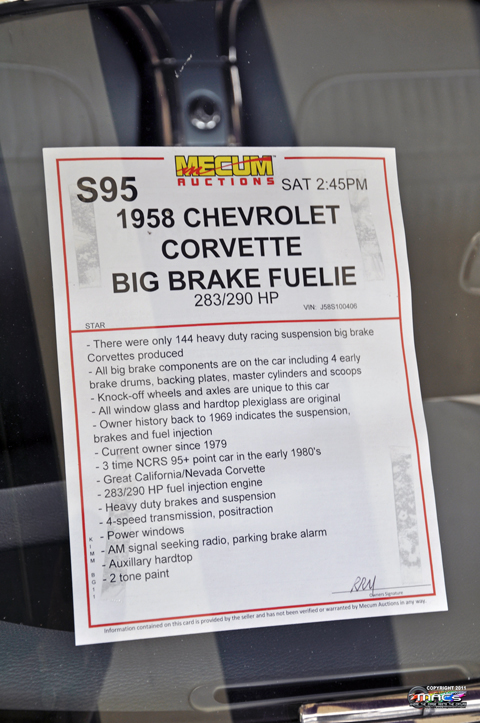 MECUM
AUCTIONS
S95
SAT 2:45PM
1958 CHEVROLET
CORVETTE
BIG BRAKE FUELIE
283/290 HP
VIN: J58S100406
STAR
- There were only 144 heavy duty racing suspension big brake
Corvettes produced
- All big brake components are on the car including 4 early
brake drums, backing plates, master cylinders and scoops
- Knock-off wheels and axles are unique to this car
- All window glass and hardtop plexiglass are original
- Owner history back to 1969 indicates the suspension,
brakes and fuel injection
- Current owner since 1979
- 3 time NCRS 95+ point car in the early 1980's
- Great California/Nevada Corvette
- 283/290 HP fuel injection engine
- Heavy duty brakes and suspension
- 4-speed transmission, positraction
- Power windows
- AM signal seeking radio, parking brake alarm
- Auxillary hardtop
- 2 tone paint
RRM
Owners Signature
Information contained on this card is provided by the seller and has not been verified or warranted by Mecum Auctions in any way.
COPYRIGHT 2011